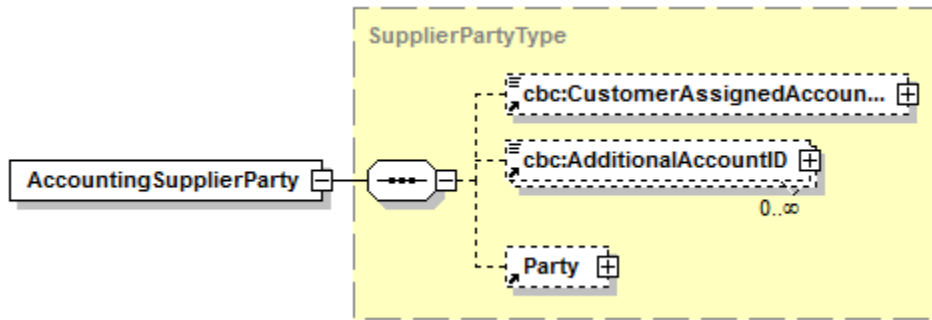 SupplierPartyType
cbc:CustomerAssignedAccoun...
cbc:AdditionalAccountID
0..∞
AccountingSupplierParty
Party